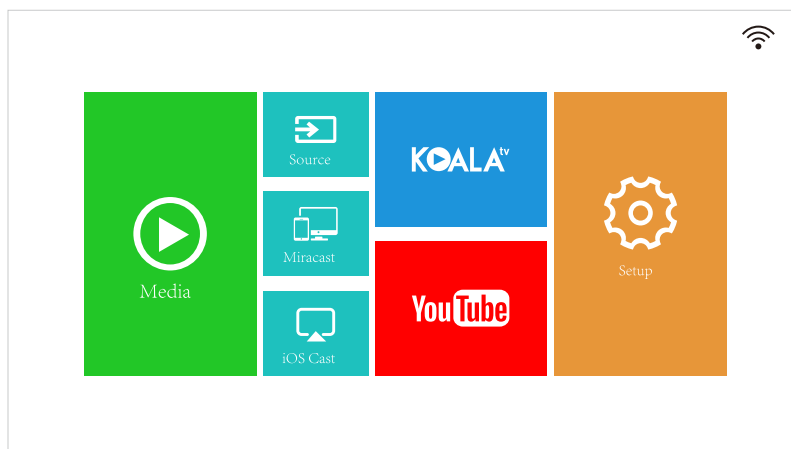 Media
Source
Miracast
iOS Cast
KOALA tv
YouTube
Setup